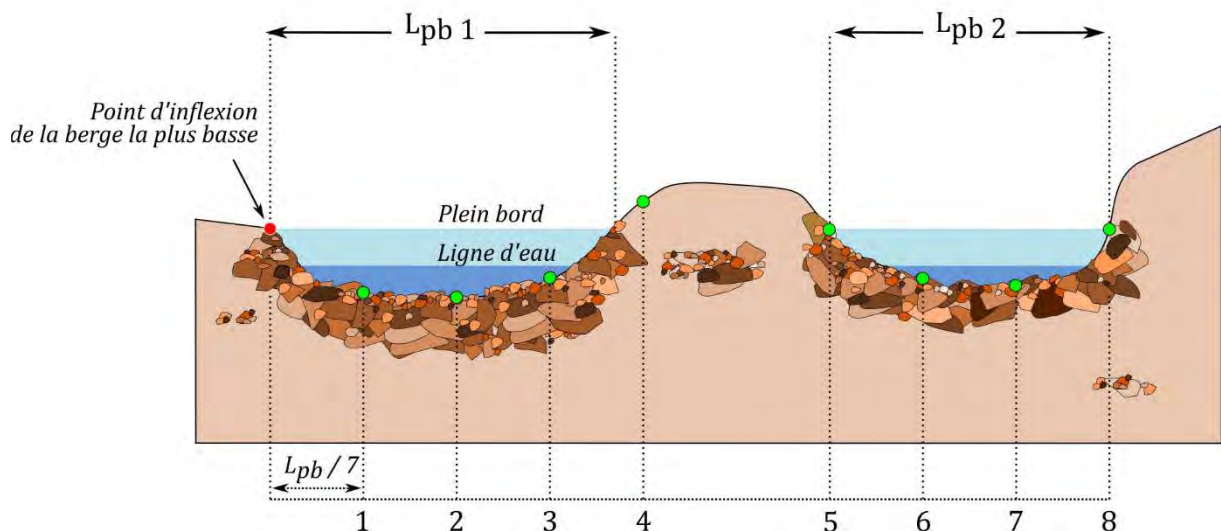 Lpb 1
Lpb 2
Point d'inflexion
de la berge la plus basse
Plein bord
Ligne d'eau
Lpb / 7
1 2 3 4 5 6 7 8